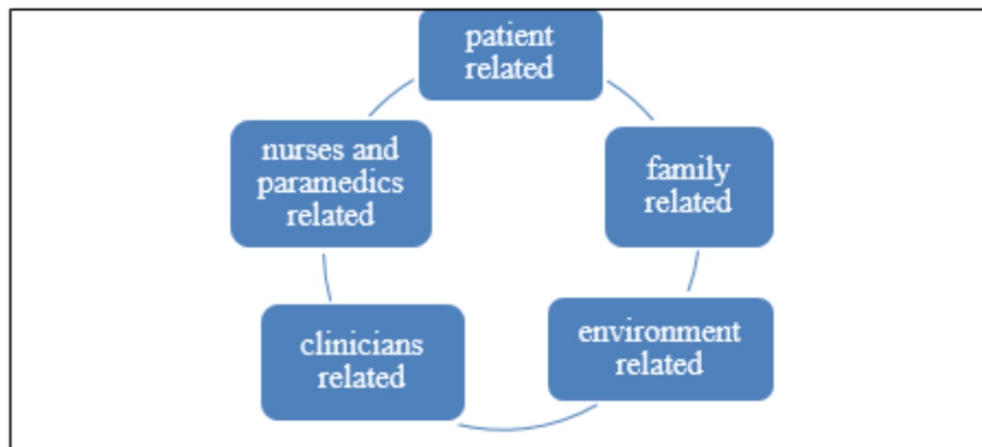 patient
related
nurses and
paramedics
related
family
related
clinicians
related
environment
related